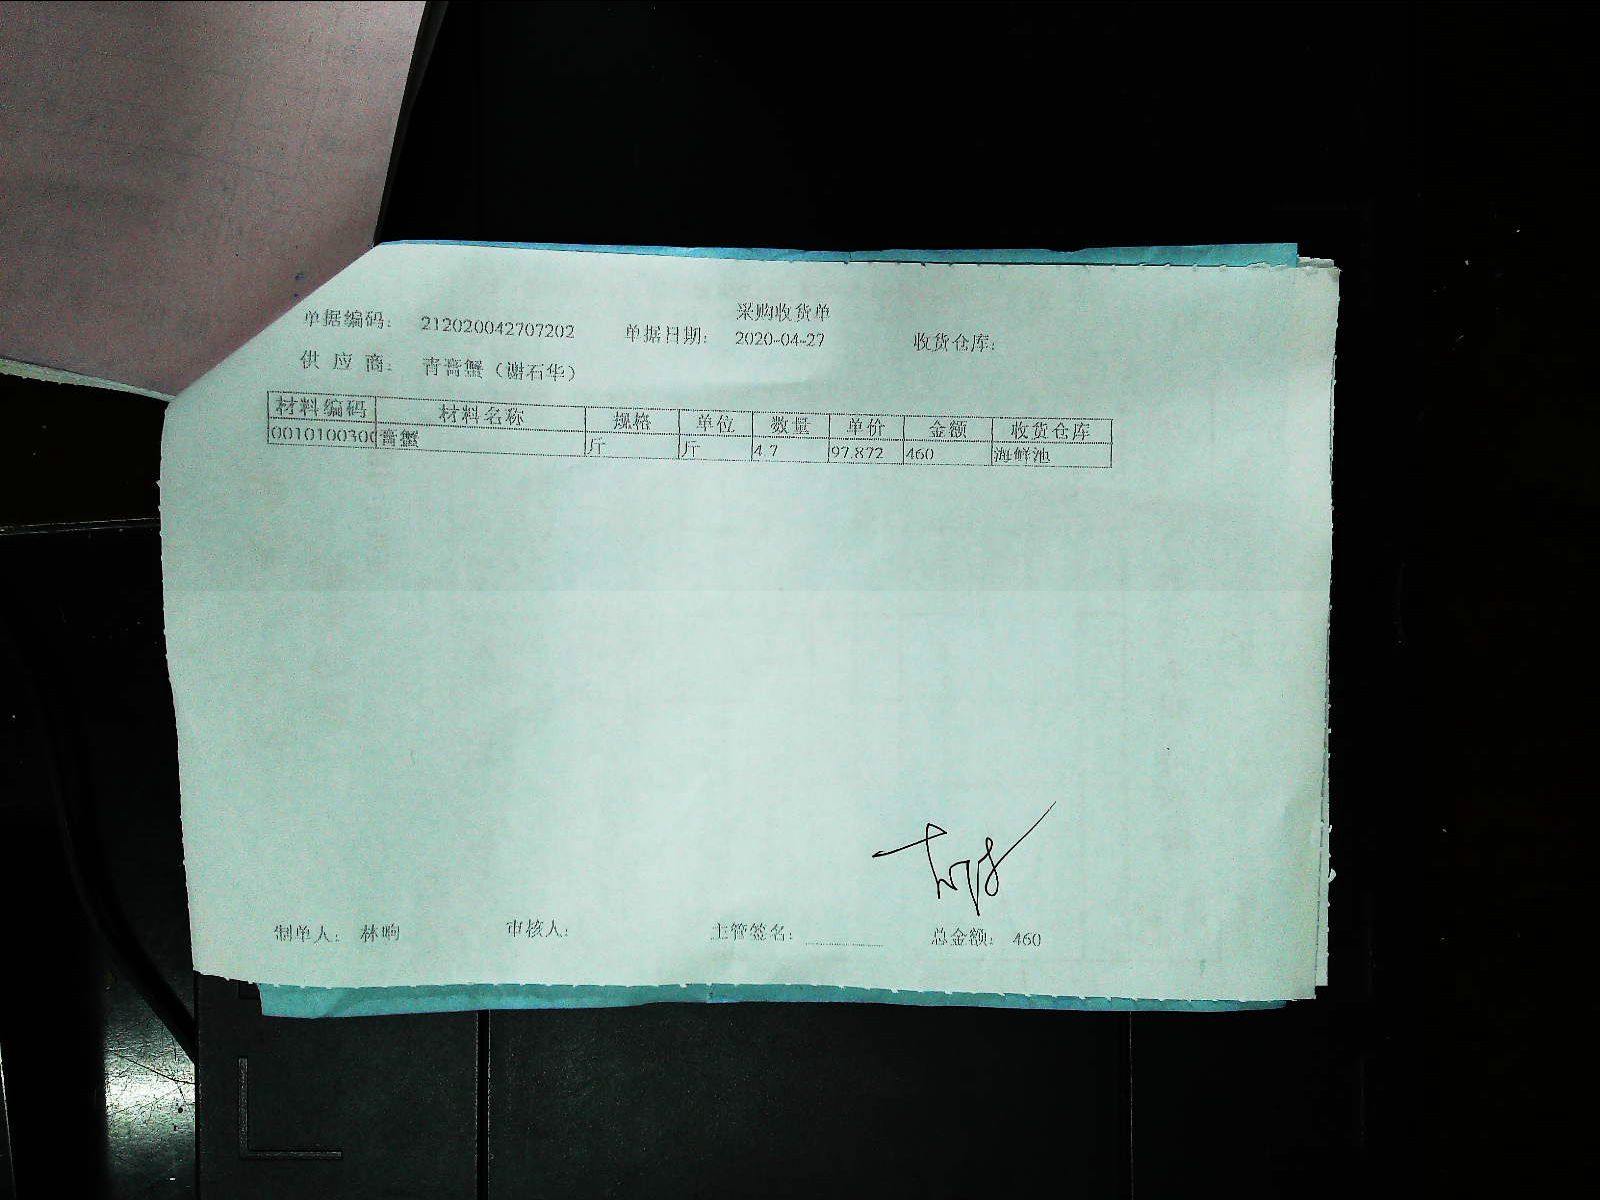 采购收货单
单据编码： 212020042707202 单据日期： 2020-04-27 收货仓库：
供 应 商： 青膏蟹（谢石华）
材料编码 材料名称 规格 单位 数量 单价 金额 收货仓库
0010100300 膏蟹 斤 斤 4.7 97.872 460 海鲜池
制单人： 林响 审核人： 主管签名： 总金额： 460